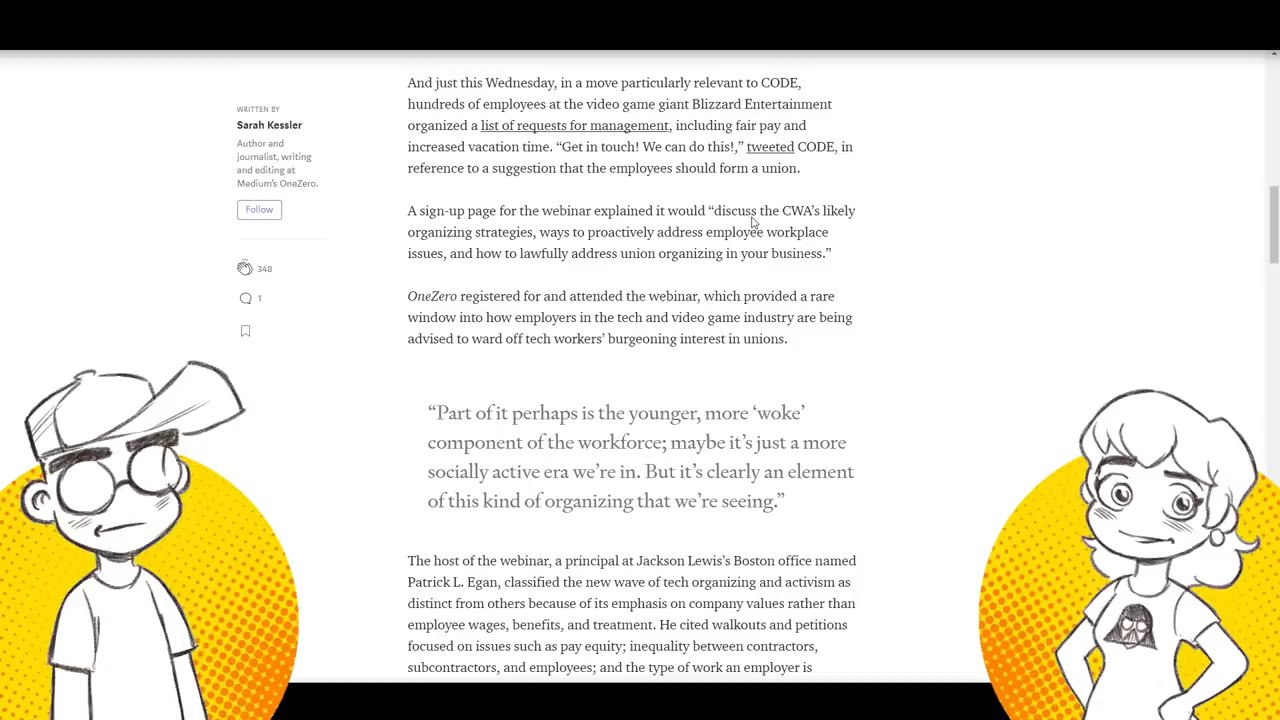 And just this Wednesday, in a move particularly relevant to CODE,
hundreds of employees at the video game giant Blizzard Entertainment
organized a list of requests for management, including fair pay and
increased vacation time. “Get in touch! We can do this!,” tweeted CODE, in
reference to a suggestion that the employees should form a union.
WRITTEN BY
Sarah Kessler
Author and
journalist, writing
and editing at
Medium's OneZero.
Follow
348
1
A sign-up page for the webinar explained it would “discuss the CWA’s likely
organizing strategies, ways to proactively address employee workplace
issues, and how to lawfully address union organizing in your business.”
OneZero registered for and attended the webinar, which provided a rare
window into how employers in the tech and video game industry are being
advised to ward off tech workers’ burgeoning interest in unions.
“Part of it perhaps is the younger, more ‘woke’
component of the workforce; maybe it’s just a more
socially active era we’re in. But it’s clearly an element
of this kind of organizing that we’re seeing.”
The host of the webinar, a principal at Jackson Lewis’s Boston office named
Patrick L. Egan, classified the new wave of tech organizing and activism as
distinct from others because of its emphasis on company values rather than
employee wages, benefits, and treatment. He cited walkouts and petitions
focused on issues such as pay equity; inequality between contractors,
subcontractors, and employees; and the type of work an employer is